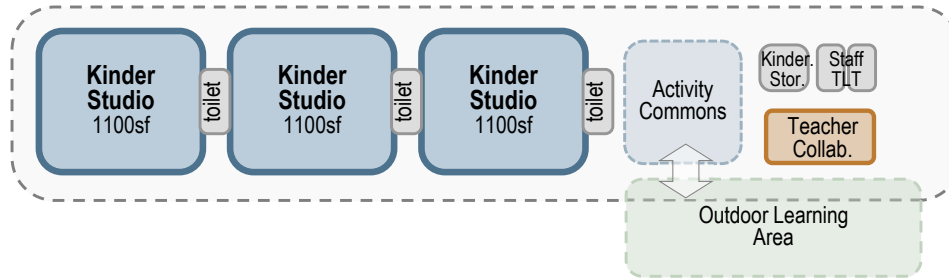 Kinder
Studio
1100sf
toilet
Kinder
Studio
1100sf
toilet
Kinder
Studio
1100sf
toilet
Activity
Commons
Kinder.
Stor.
Staff
TLT
Teacher
Collab.
Outdoor Learning
Area